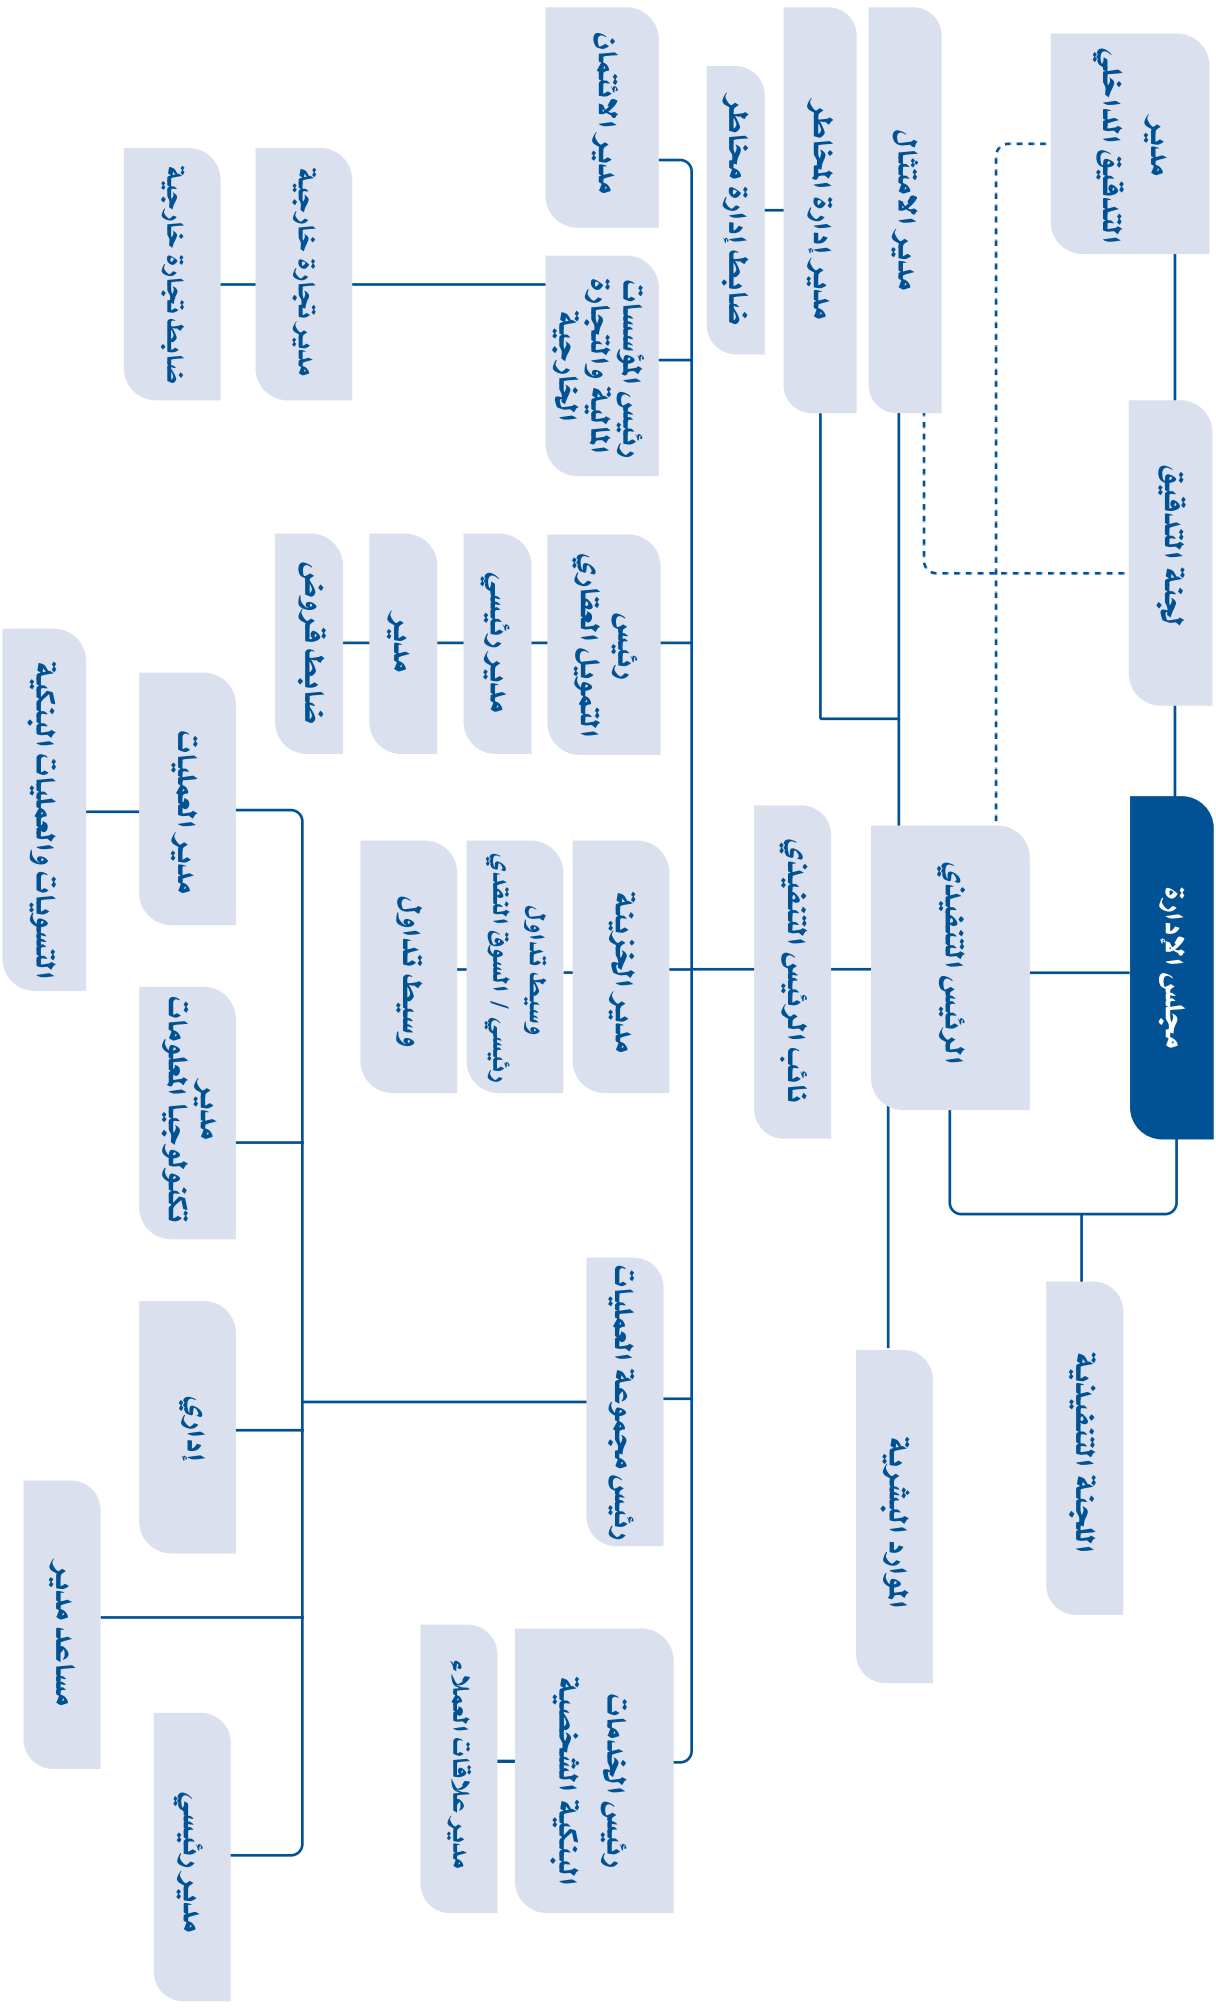 مجلس الإدارة
لجنة التدقيق
مدير
التدقيق الداخلي
اللجنة التنفيذية
الرئيس التنفيذي
مدير الامتثال
الموارد البشرية
مدير إدارة المخاطر
ضابط إدارة مخاطر
نائب الرئيس التنفيذي
رئيس الخدمات
البنكية الشخصية
رئيس مجموعة العمليات
مدير الخزينة
رئيس
التمويل العقاري
رئيس المؤسسات
المالية والتجارة
الخارجية
مدير الائتمان
مدير علاقات العملاء
وسيط تداول
رئيسي / السوق النقدي
مدير رئيسي
مدير تجارة خارجية
وسيط تداول
مدير
ضابط تجارة خارجية
ضابط قروض
مدير رئيسي
إداري
مدير
تكنولوجيا المعلومات
مدير العمليات
مساعد مدير
التسويات والعمليات البنكية